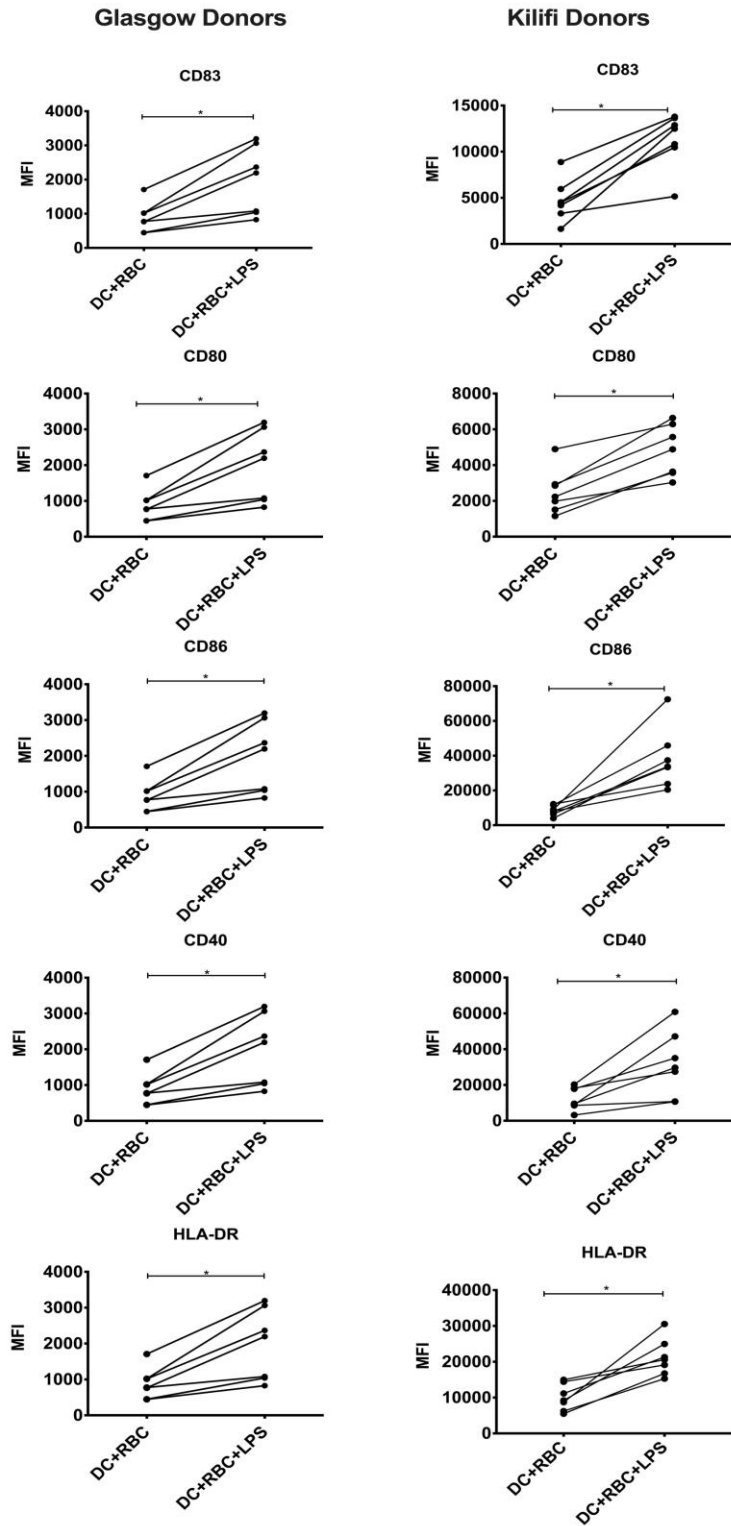 Glasgow Donors
Kilifi Donors
CD83
4000
3000
2000
1000
0
MFI
*
DC+RBC
DC+RBC+LPS
CD83
15000
10000
5000
0
MFI
*
DC+RBC
DC+RBC+LPS
CD80
4000
3000
2000
1000
0
MFI
*
DC+RBC
DC+RBC+LPS
CD80
8000
6000
4000
2000
0
MFI
*
DC+RBC
DC+RBC+LPS
CD86
4000
3000
2000
1000
0
MFI
*
DC+RBC
DC+RBC+LPS
CD86
80000
60000
40000
20000
0
MFI
*
DC+RBC
DC+RBC+LPS
CD40
4000
3000
2000
1000
0
MFI
*
DC+RBC
DC+RBC+LPS
CD40
80000
60000
40000
20000
0
MFI
*
DC+RBC
DC+RBC+LPS
HLA-DR
4000
3000
2000
1000
0
MFI
*
DC+RBC
DC+RBC+LPS
HLA-DR
40000
30000
20000
10000
0
MFI
*
DC+RBC
DC+RBC+LPS